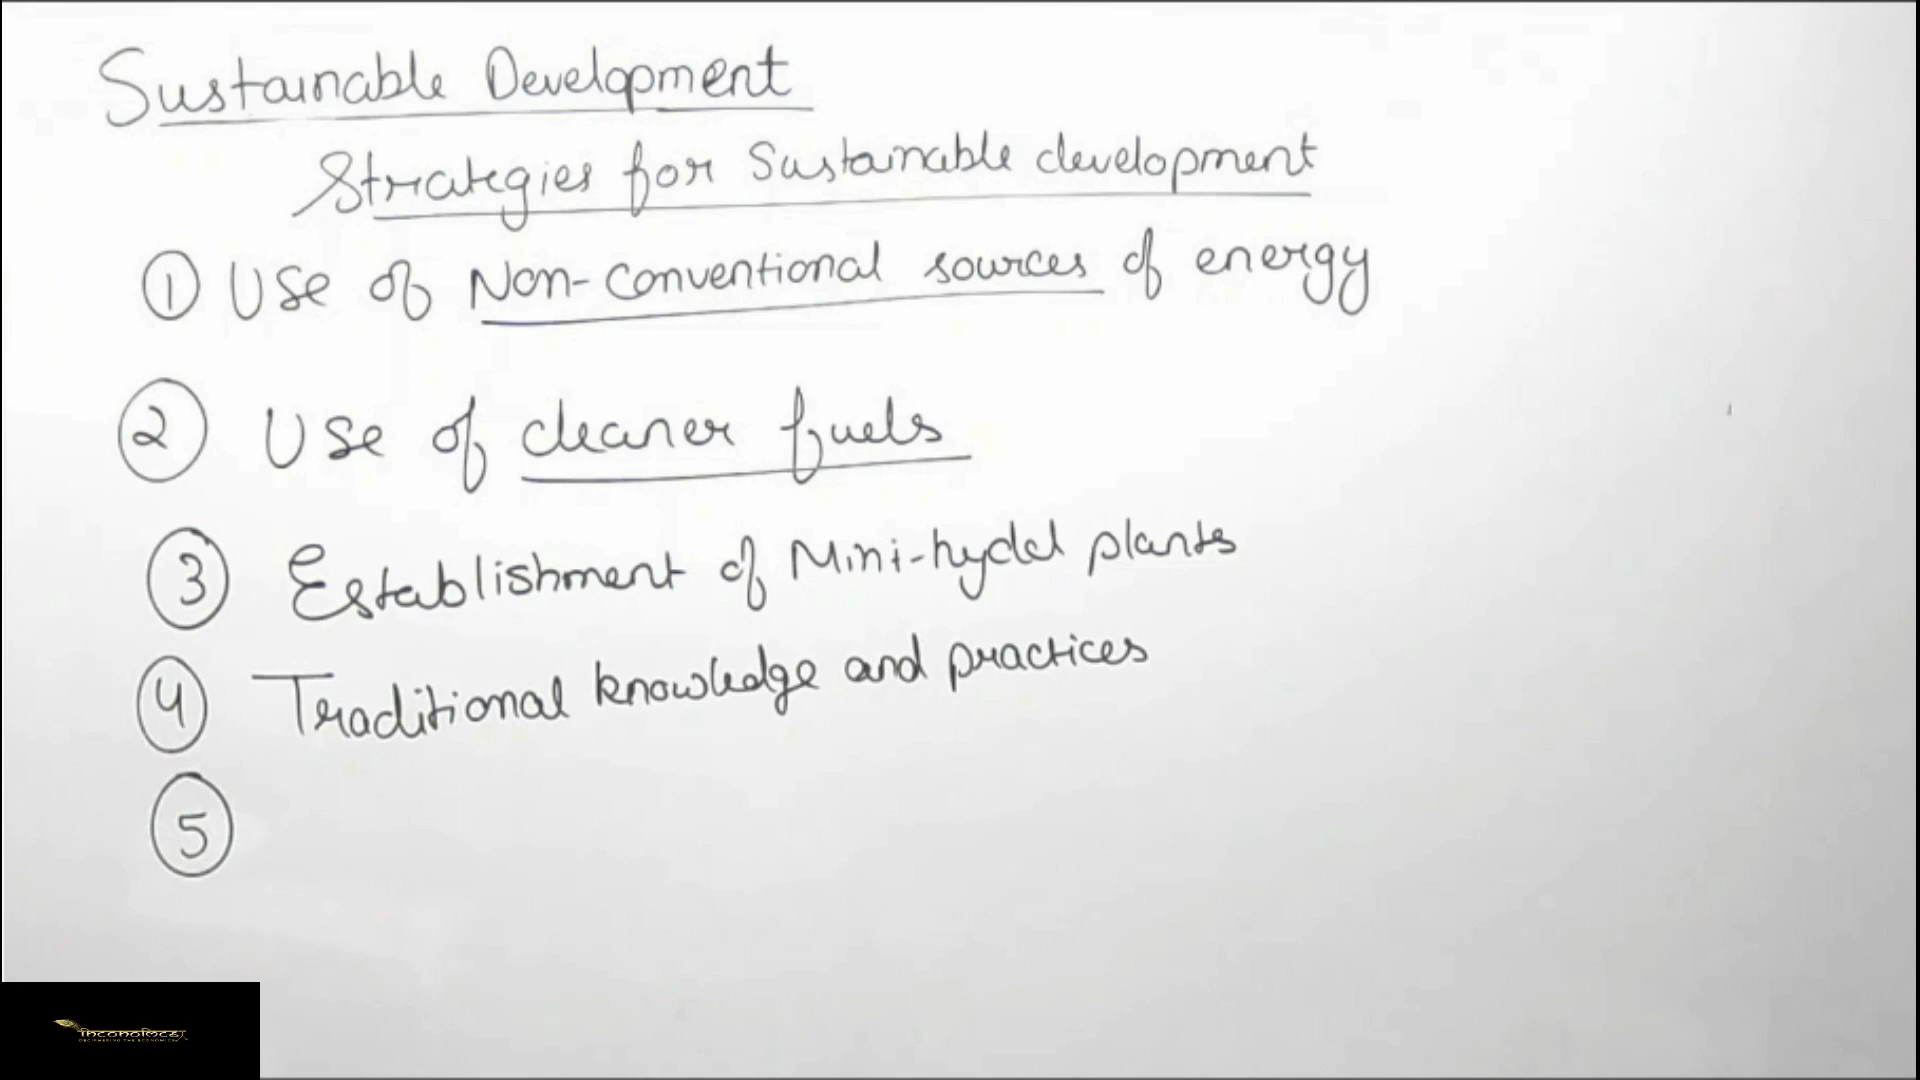 Sustainable Development
Strategies for Sustainable development
① Use of Non-conventional sources of energy
② Use of cleaner fuels
③ Establishment of Mini-hydel plants
④ Traditional knowledge and practices
⑤